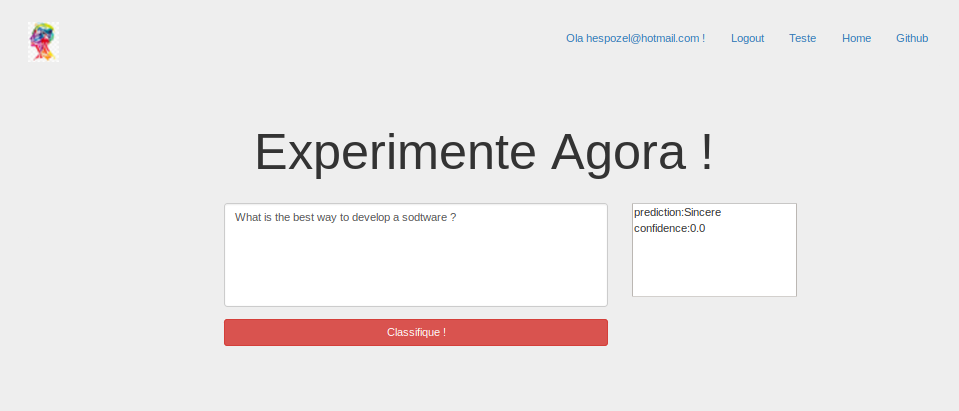 Ola hespozel@hotmail.com ! Logout Teste Home Github
Experimente Agora !
What is the best way to develop a sodtware ?
prediction:Sincere
confidence:0.0
Classifique !